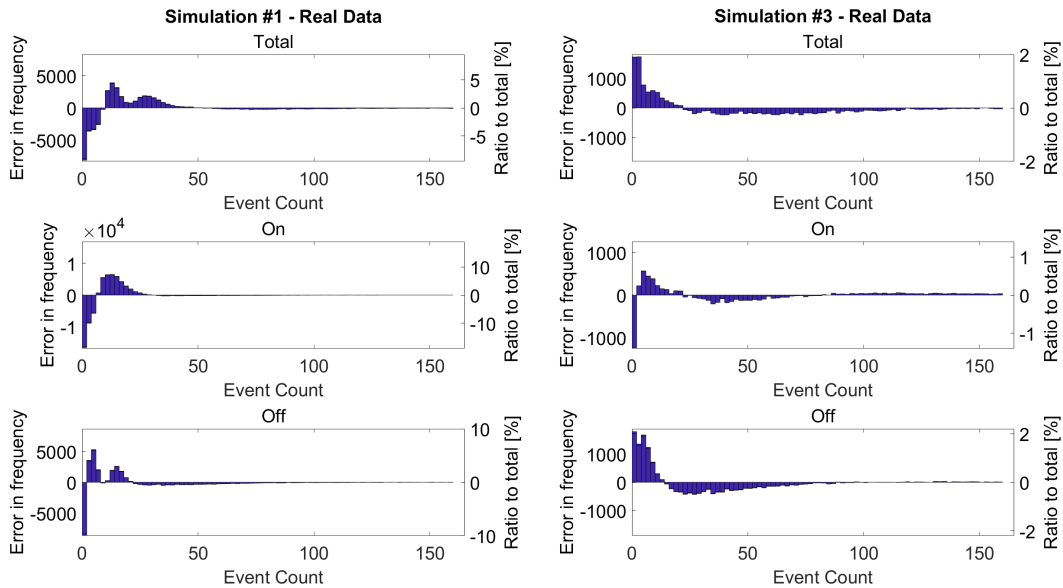 Simulation #1 - Real Data
Total
Error in frequency
5000
0
-5000
Ratio to total [%]
5
0
-5
0 50 100 150
Event Count
On
×10^4
Error in frequency
1
0
-1
Ratio to total [%]
10
0
-10
0 50 100 150
Event Count
Off
Error in frequency
5000
0
-5000
Ratio to total [%]
10
0
-10
0 50 100 150
Event Count
Simulation #3 - Real Data
Total
Error in frequency
1000
0
-1000
Ratio to total [%]
2
0
-2
0 50 100 150
Event Count
On
Error in frequency
1000
0
-1000
Ratio to total [%]
1
0
-1
0 50 100 150
Event Count
Off
Error in frequency
1000
0
-1000
Ratio to total [%]
2
0
-2
0 50 100 150
Event Count